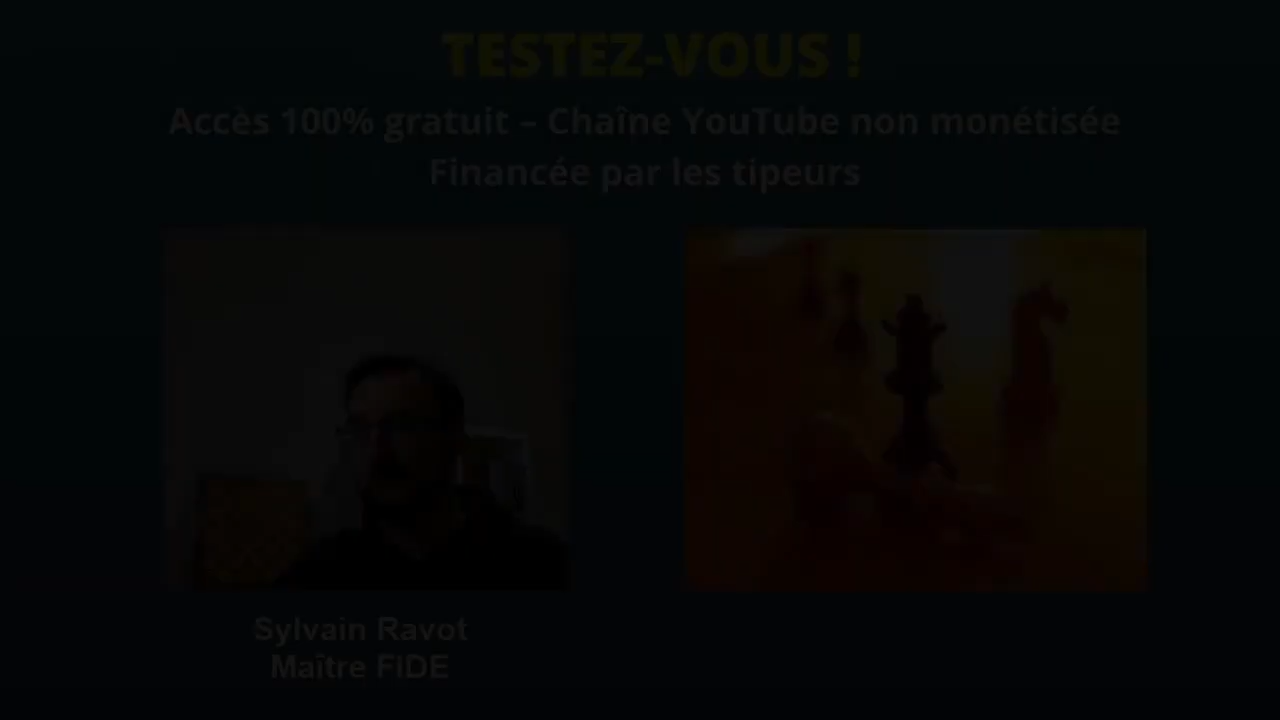 TESTEZ-VOUS !
Accès 100% gratuit – Chaîne YouTube non monétisée
Financée par les tipeurs
Sylvain Ravot
Maître FIDE